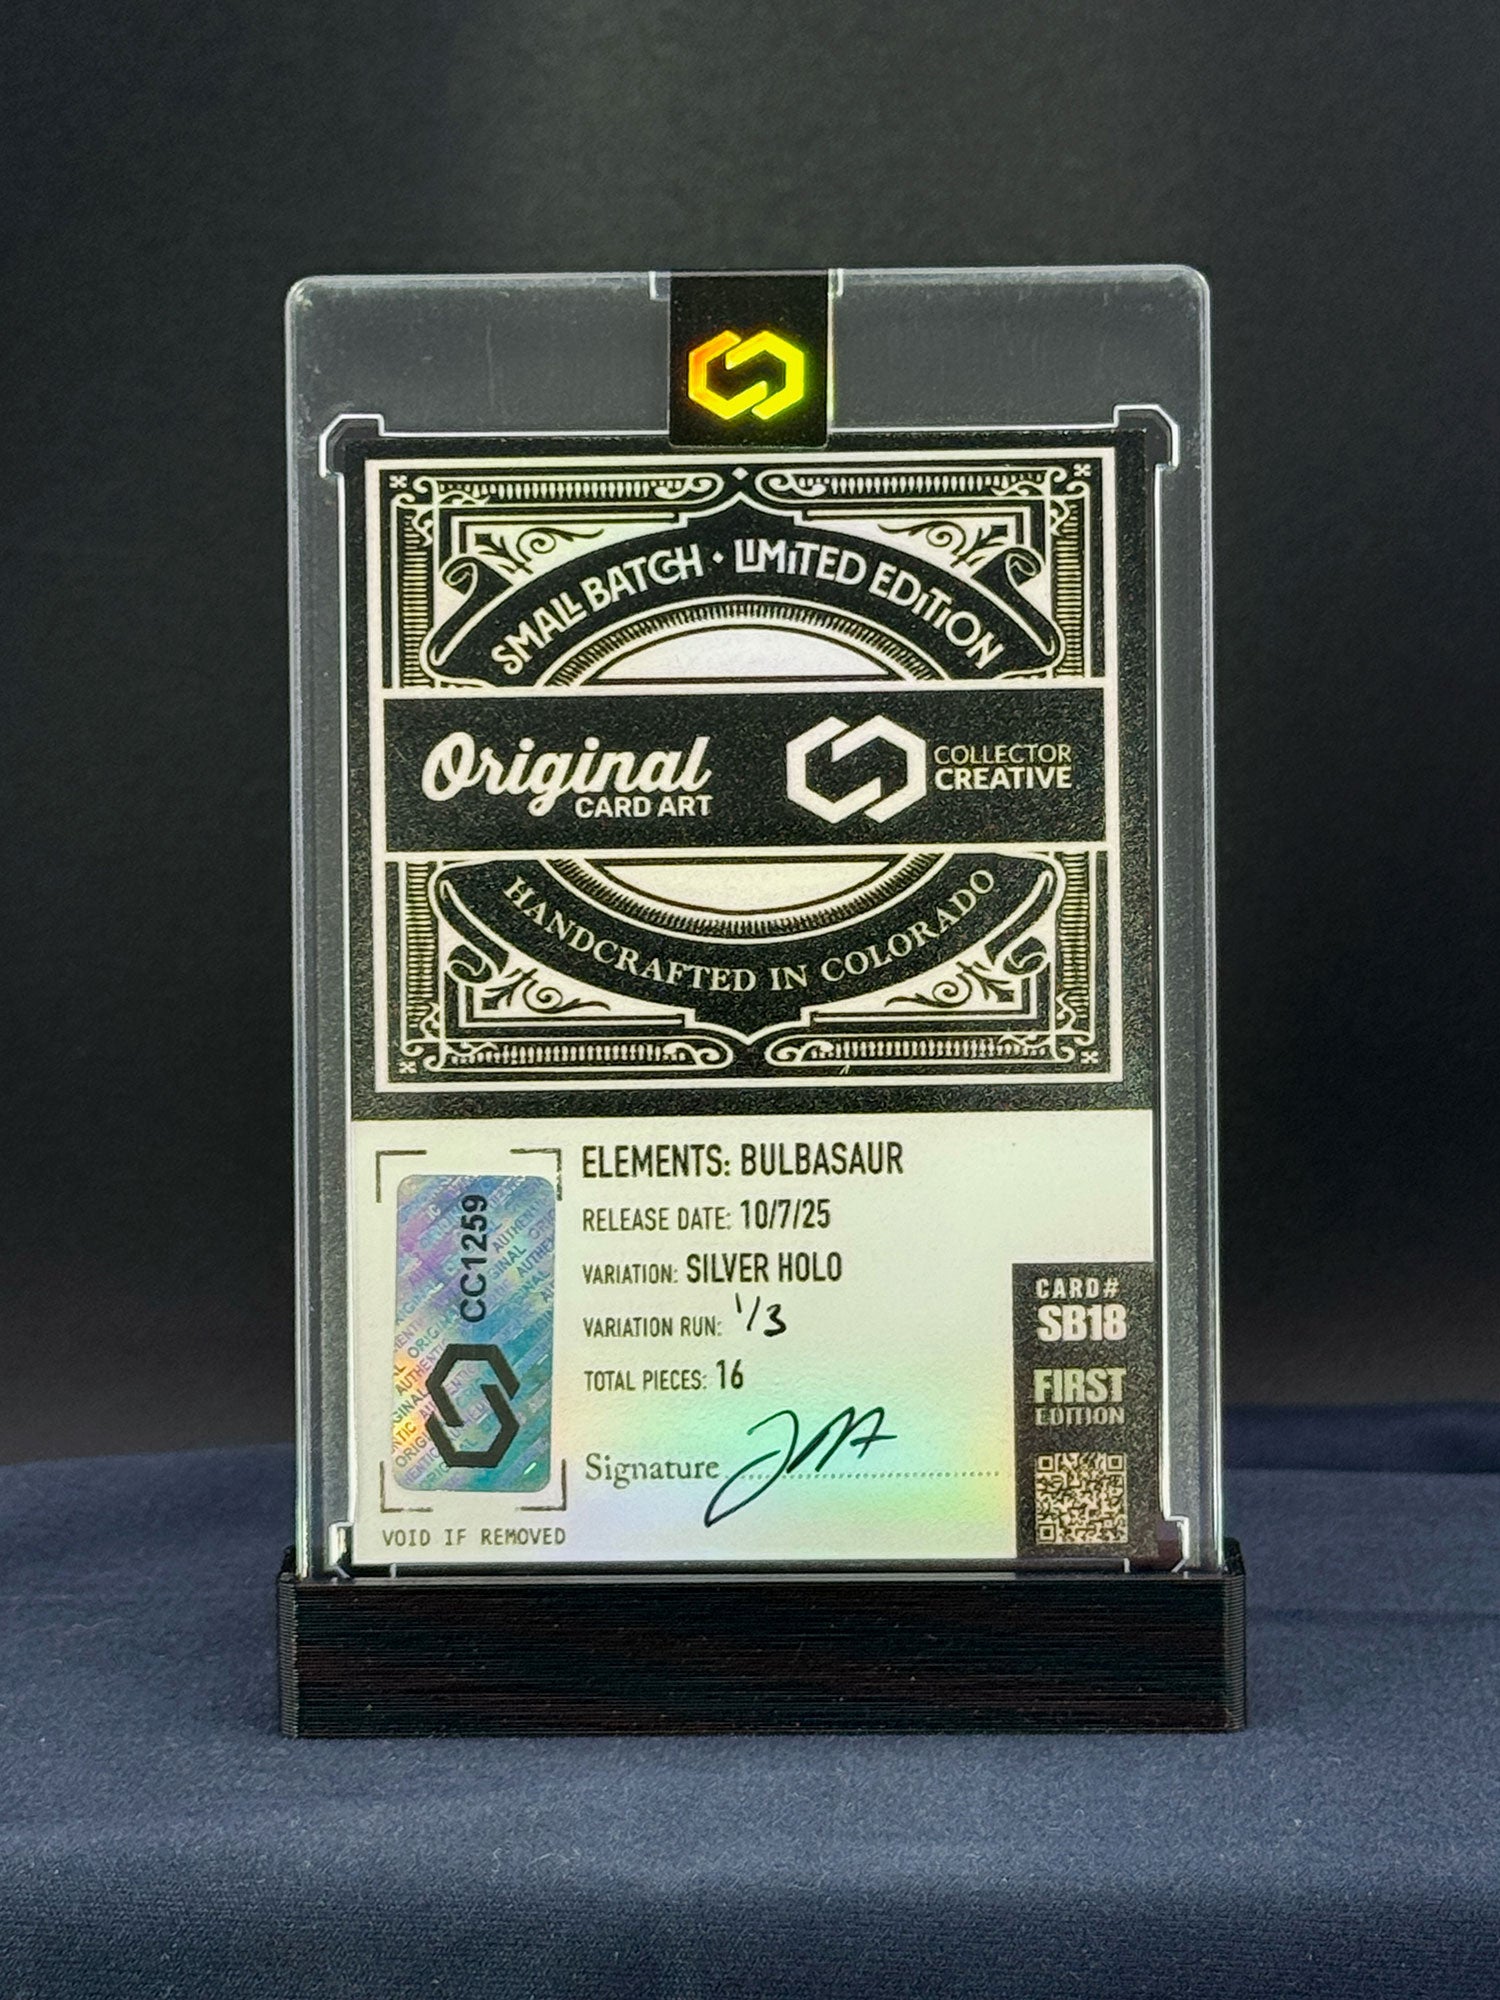 SMALL BATCH · LIMITED EDITION
Original
CARD ART
COLLECTOR
CREATIVE
HANDCRAFTED IN COLORADO
ELEMENTS: BULBASAUR
RELEASE DATE: 10/7/25
VARIATION: SILVER HOLO
VARIATION RUN: 1/3
TOTAL PIECES: 16
Signature
CC1259
VOID IF REMOVED
CARD#
SB18
FIRST
EDITION